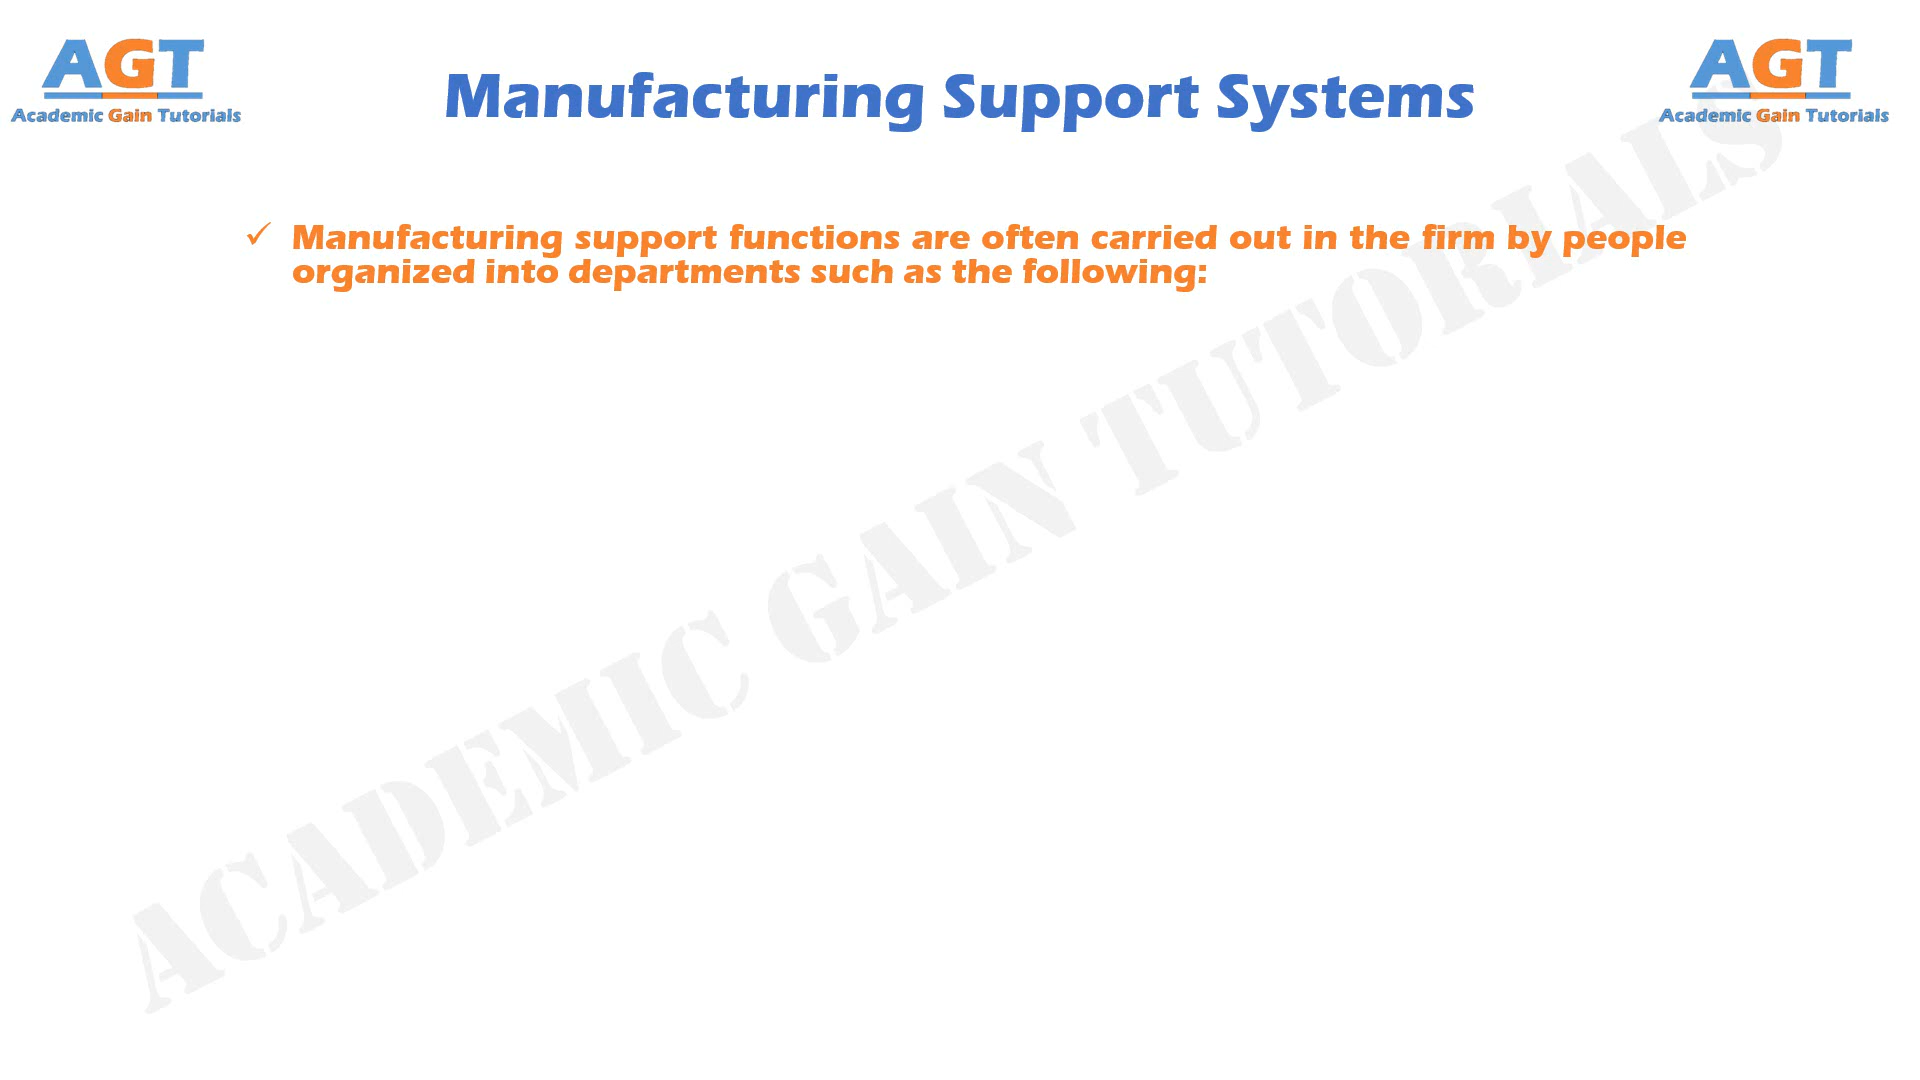 AGT
Academic Gain Tutorials
Manufacturing Support Systems
AGT
Academic Gain Tutorials
✓ Manufacturing support functions are often carried out in the firm by people
organized into departments such as the following:
ACADEMIC GAIN TUTORIALS